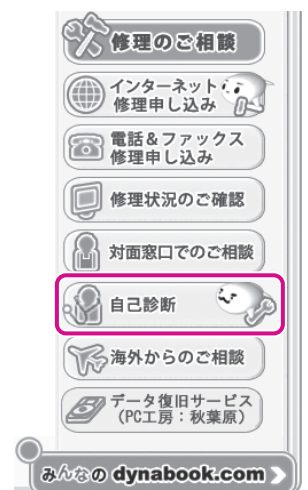 修理のご相談
インターネット
修理申し込み
電話&ファックス
修理申し込み
修理状況のご確認
対面窓口でのご相談
自己診断
海外からのご相談
データ復旧サービス
(PC工房:秋葉原)
みんなの dynabook.com